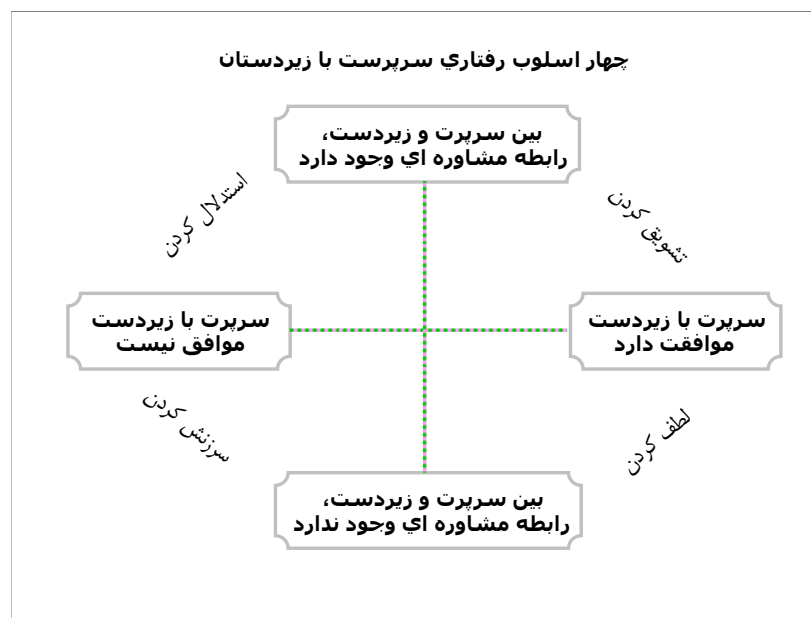 چهار اسلوب رفتاري سرپرست با زيردستان
بين سرپرت و زيردست،
رابطه مشاوره اي وجود دارد
استدلال کردن
تشويق کردن
سرپرت با زيردست
موافق نيست
سرپرت با زيردست
موافقت دارد
سرزنش کردن
لطف کردن
بين سرپرت و زيردست،
رابطه مشاوره اي وجود ندارد